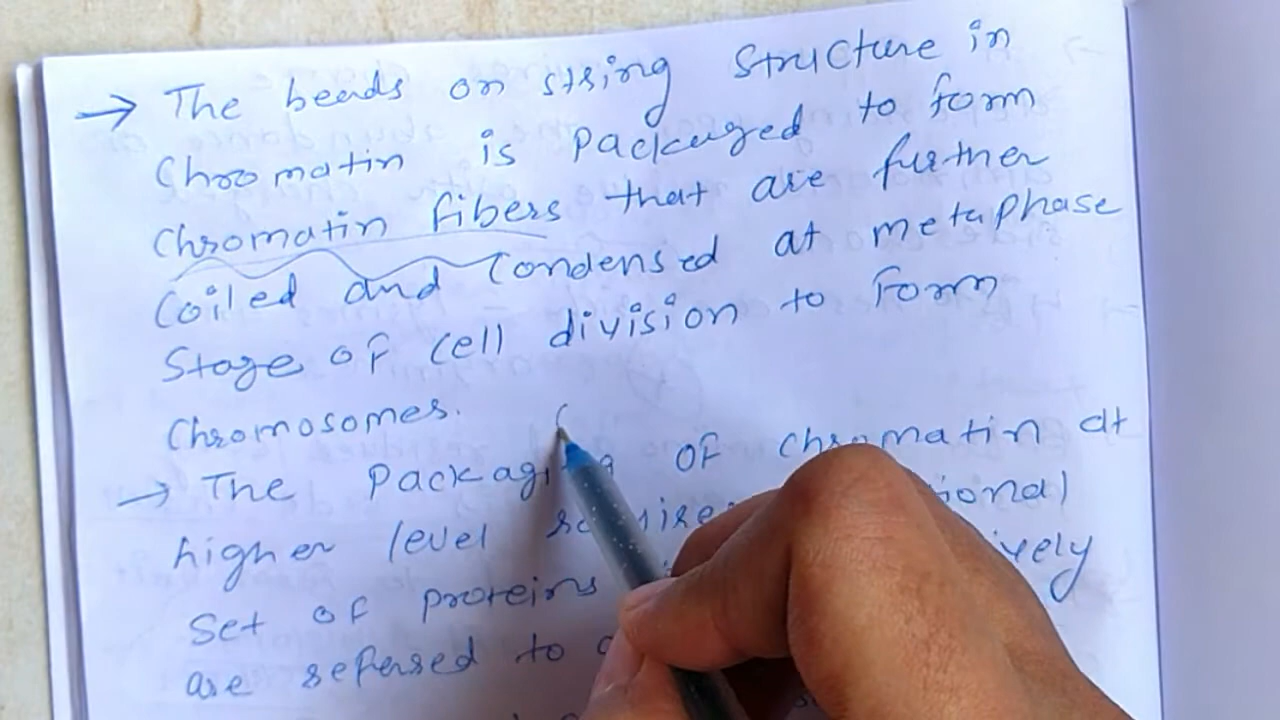 → The beads on string structure in
Chromatin is Packaged to form
Chromatin fibers that are further
Coiled and Condensed at metaphase
Stage of cell division to form
Chromosomes.
→ The of chromatin at
higher level
Set of proteins
are referred to